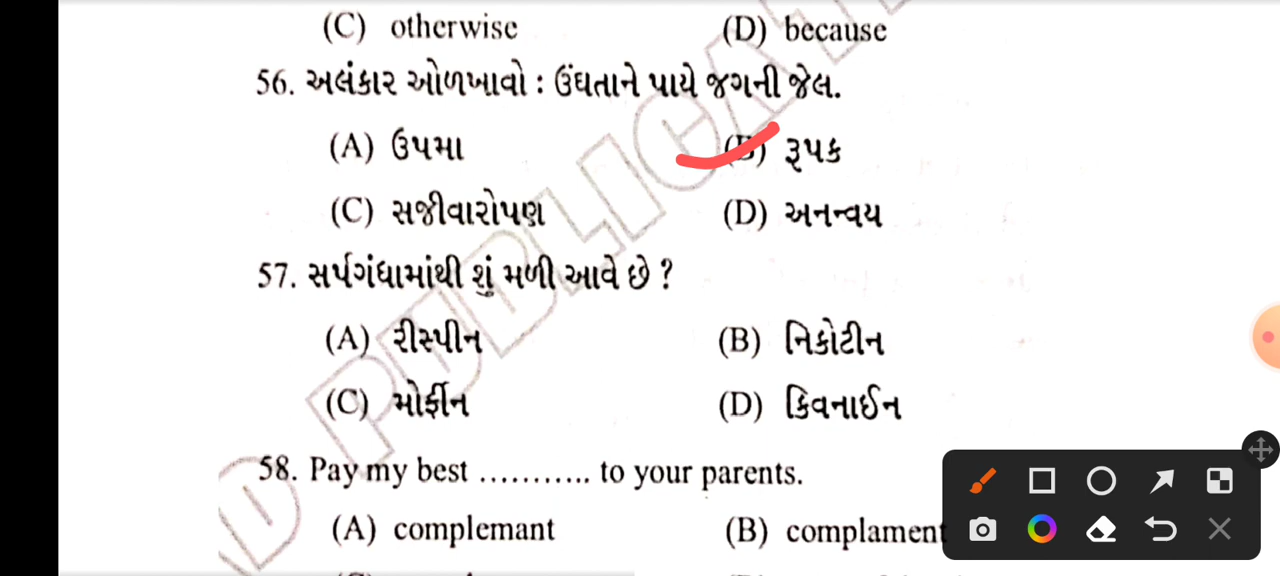 (C) otherwise (D) because
56. અલંકાર ઓળખાવો : ઉંઘતાને પાયે જગની જેલ.
(A) ઉપમા (B) રૂપક
(C) સજીવારોપણ (D) અનન્વય
57. સર્પગંધામાંથી શું મળી આવે છે ?
(A) રીસ્પીન (B) નિકોટીન
(C) મોર્ફીન (D) કિવનાઈન
58. Pay my best ........... to your parents.
(A) complemant (B) complament